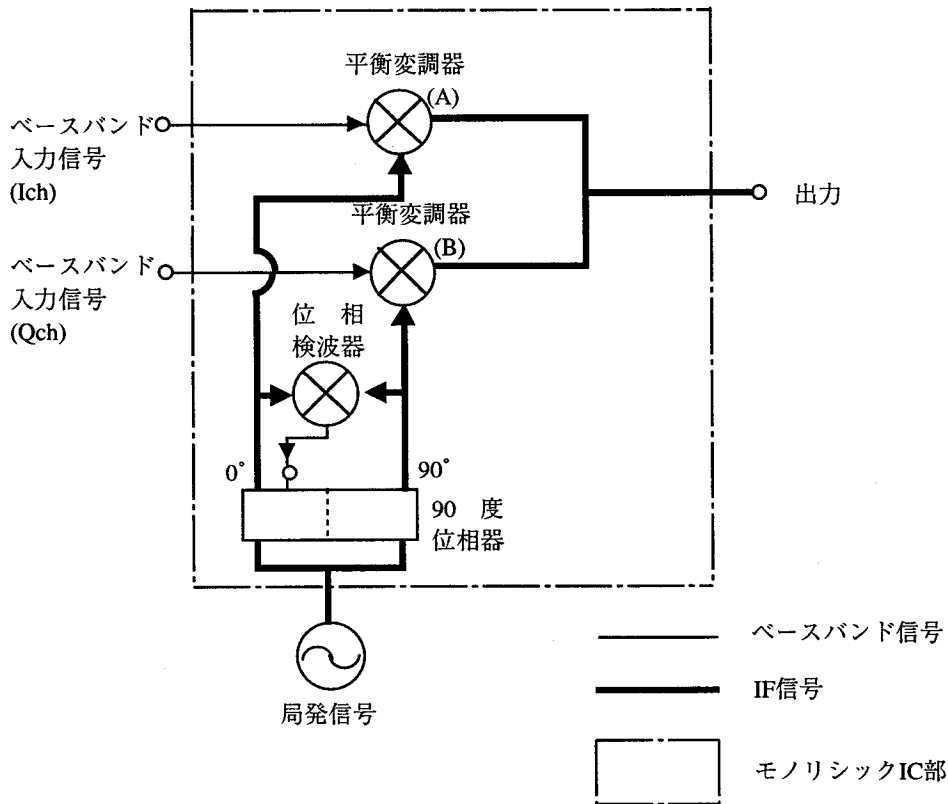 平衡変調器
(A)
ベースバンド
入力信号
(Ich)
出力
平衡変調器
(B)
ベースバンド
入力信号
(Qch)
位 相
検波器
0°
90°
90 度
位相器
局発信号
ベースバンド信号
IF信号
モノリシックIC部